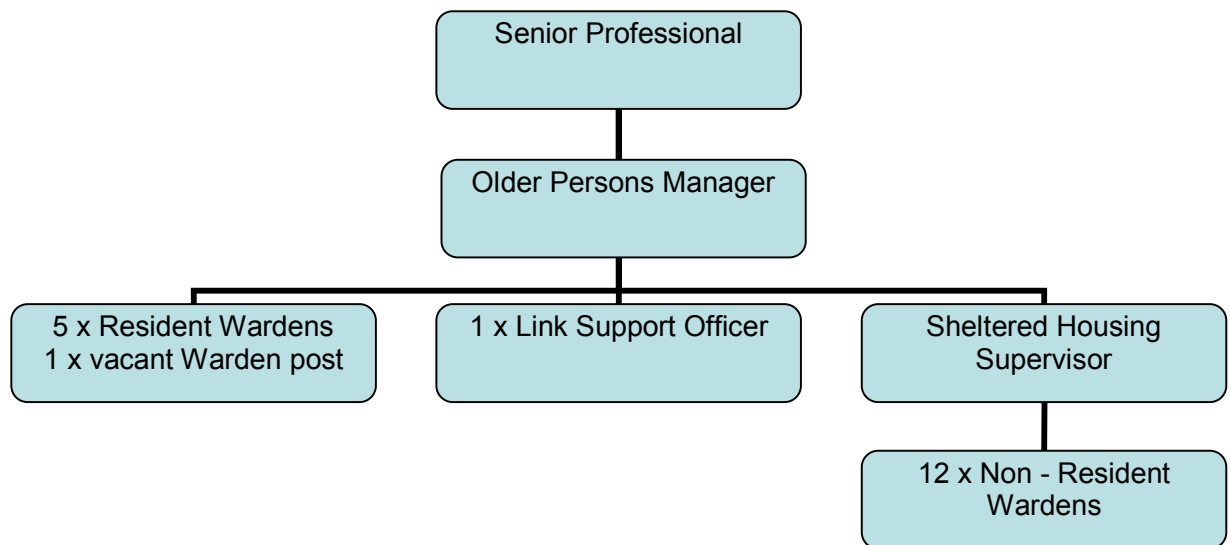 Senior Professional
Older Persons Manager
5 x Resident Wardens
1 x vacant Warden post
1 x Link Support Officer
Sheltered Housing
Supervisor
12 x Non - Resident
Wardens